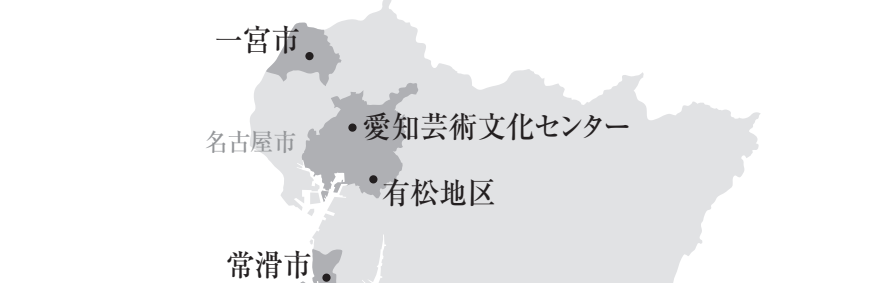 一宮市
愛知芸術文化センター
名古屋市
有松地区
常滑市